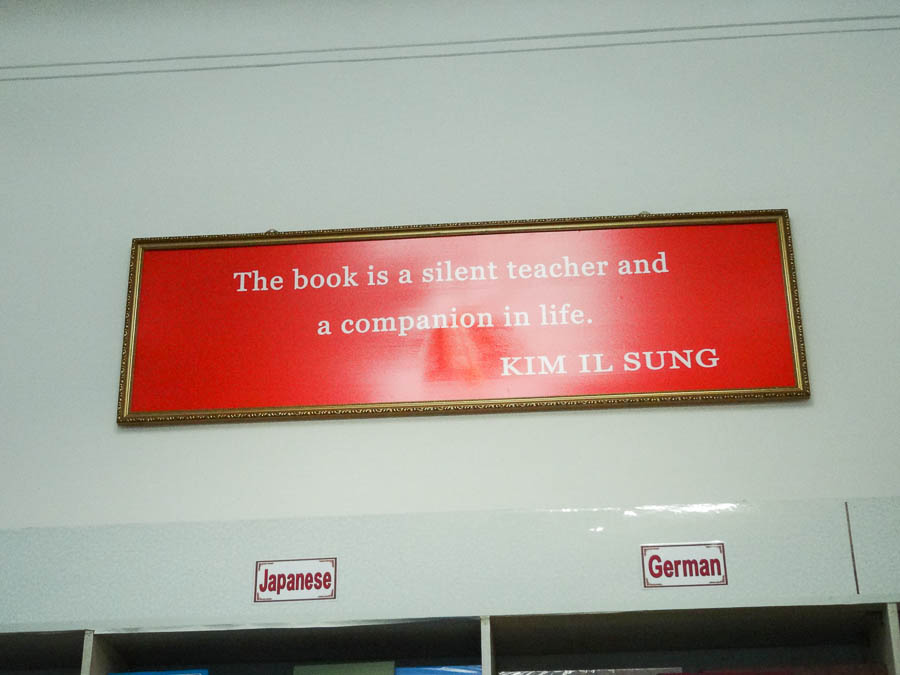 The book is a silent teacher and
a companion in life.
KIM IL SUNG
Japanese
German